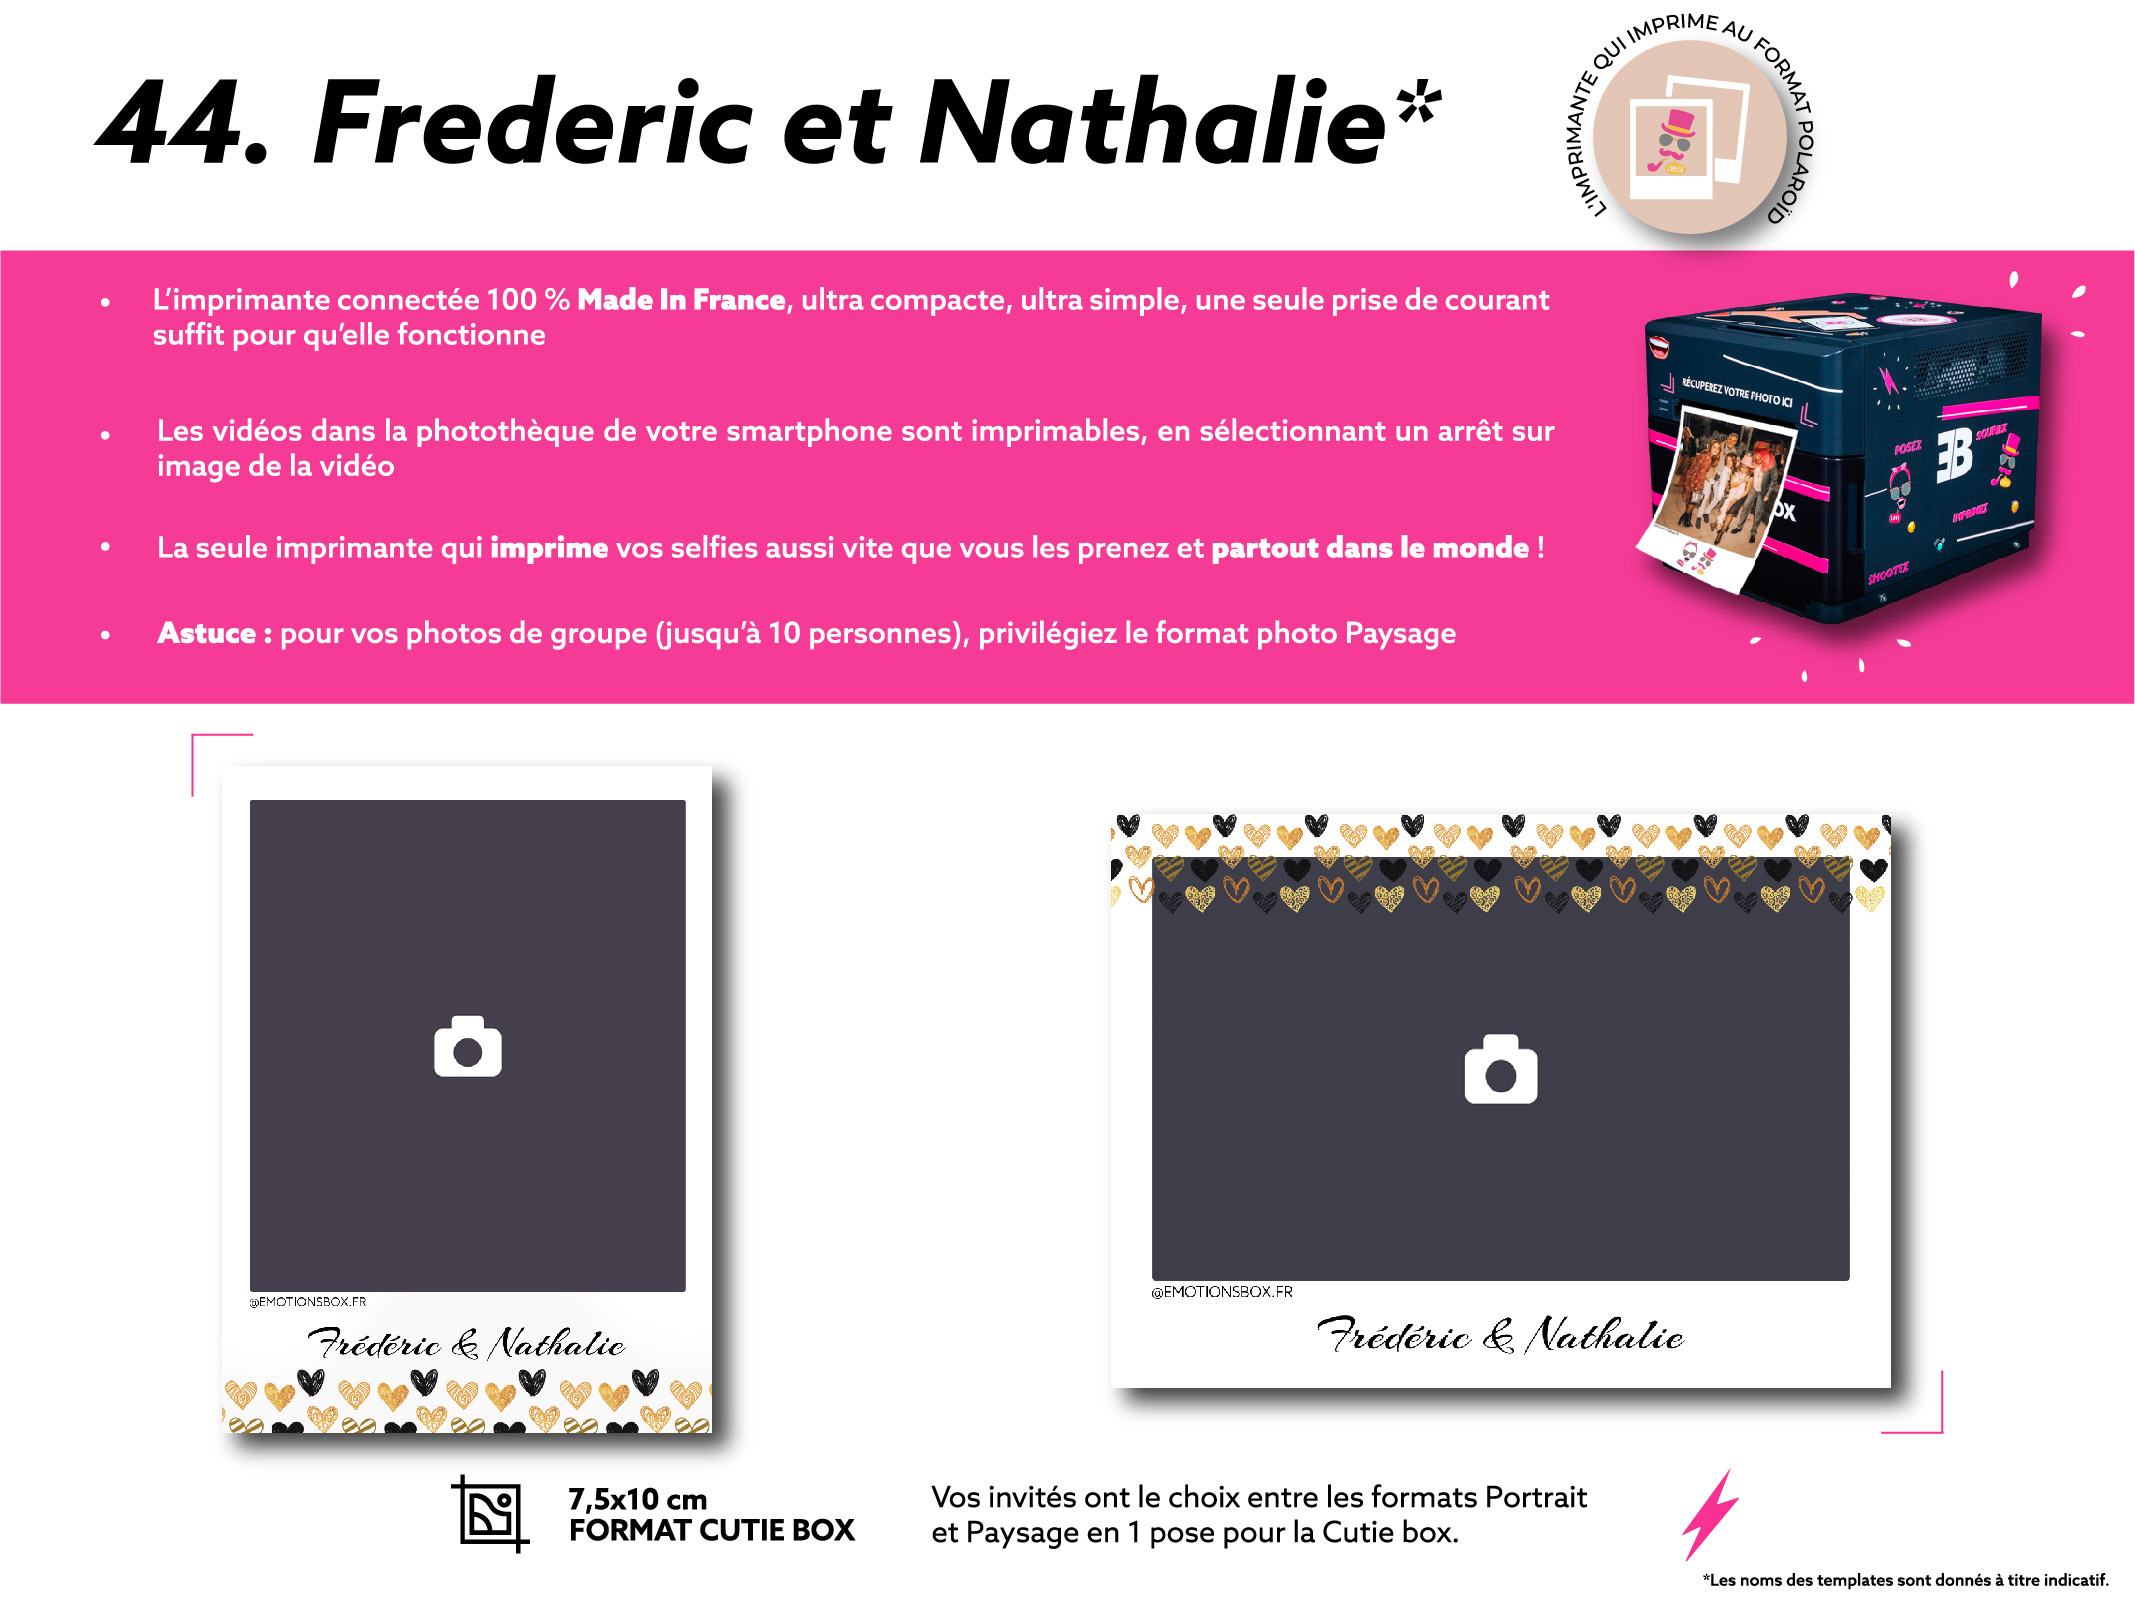 44. Frederic et Nathalie*
L'IMPRIMANTE QUI IMPRIME AU FORMAT POLAROÏD
• L’imprimante connectée 100 % Made In France, ultra compacte, ultra simple, une seule prise de courant
suffit pour qu’elle fonctionne
• Les vidéos dans la photothèque de votre smartphone sont imprimables, en sélectionnant un arrêt sur
image de la vidéo
• La seule imprimante qui imprime vos selfies aussi vite que vous les prenez et partout dans le monde !
• Astuce : pour vos photos de groupe (jusqu’à 10 personnes), privilégiez le format photo Paysage
RÉCUPEREZ VOTRE PHOTO ICI
POSEZ
EB
SOURIEZ
IMPRIMEZ
SHOOTEZ
OX
@EMOTIONSBOX.FR
Frédéric & Nathalie
@EMOTIONSBOX.FR
Frédéric & Nathalie
7,5x10 cm
FORMAT CUTIE BOX
Vos invités ont le choix entre les formats Portrait
et Paysage en 1 pose pour la Cutie box.
*Les noms des templates sont donnés à titre indicatif.